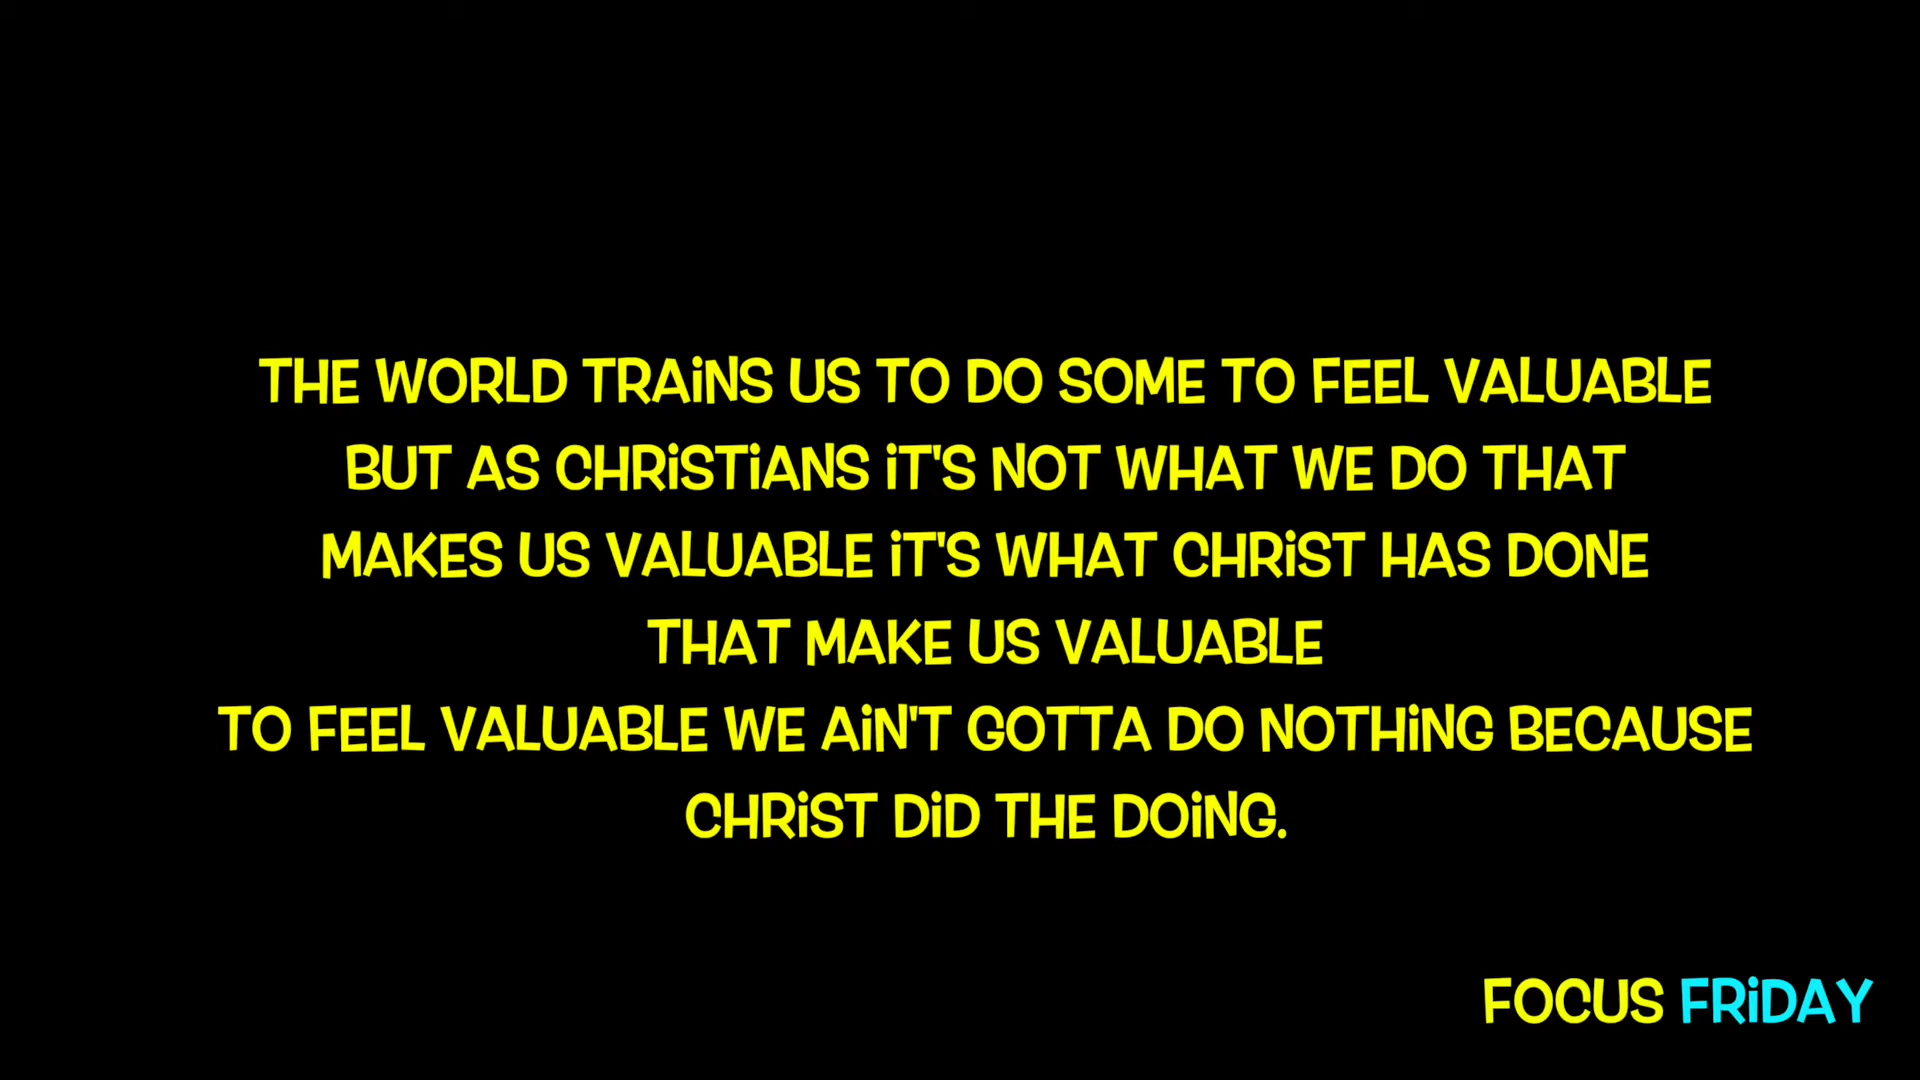 THE WORLD TRAiNS US TO DO SOME TO FEEL VALUABLE
BUT AS CHRiSTiANS iT'S NOT WHAT WE DO THAT
MAKES US VALUABLE iT'S WHAT CHRiST HAS DONE
THAT MAKE US VALUABLE
TO FEEL VALUABLE WE AiN'T GOTTA DO NOTHiNG BECAUSE
CHRiST DiD THE DOiNG.
FOCUS FRiDAY